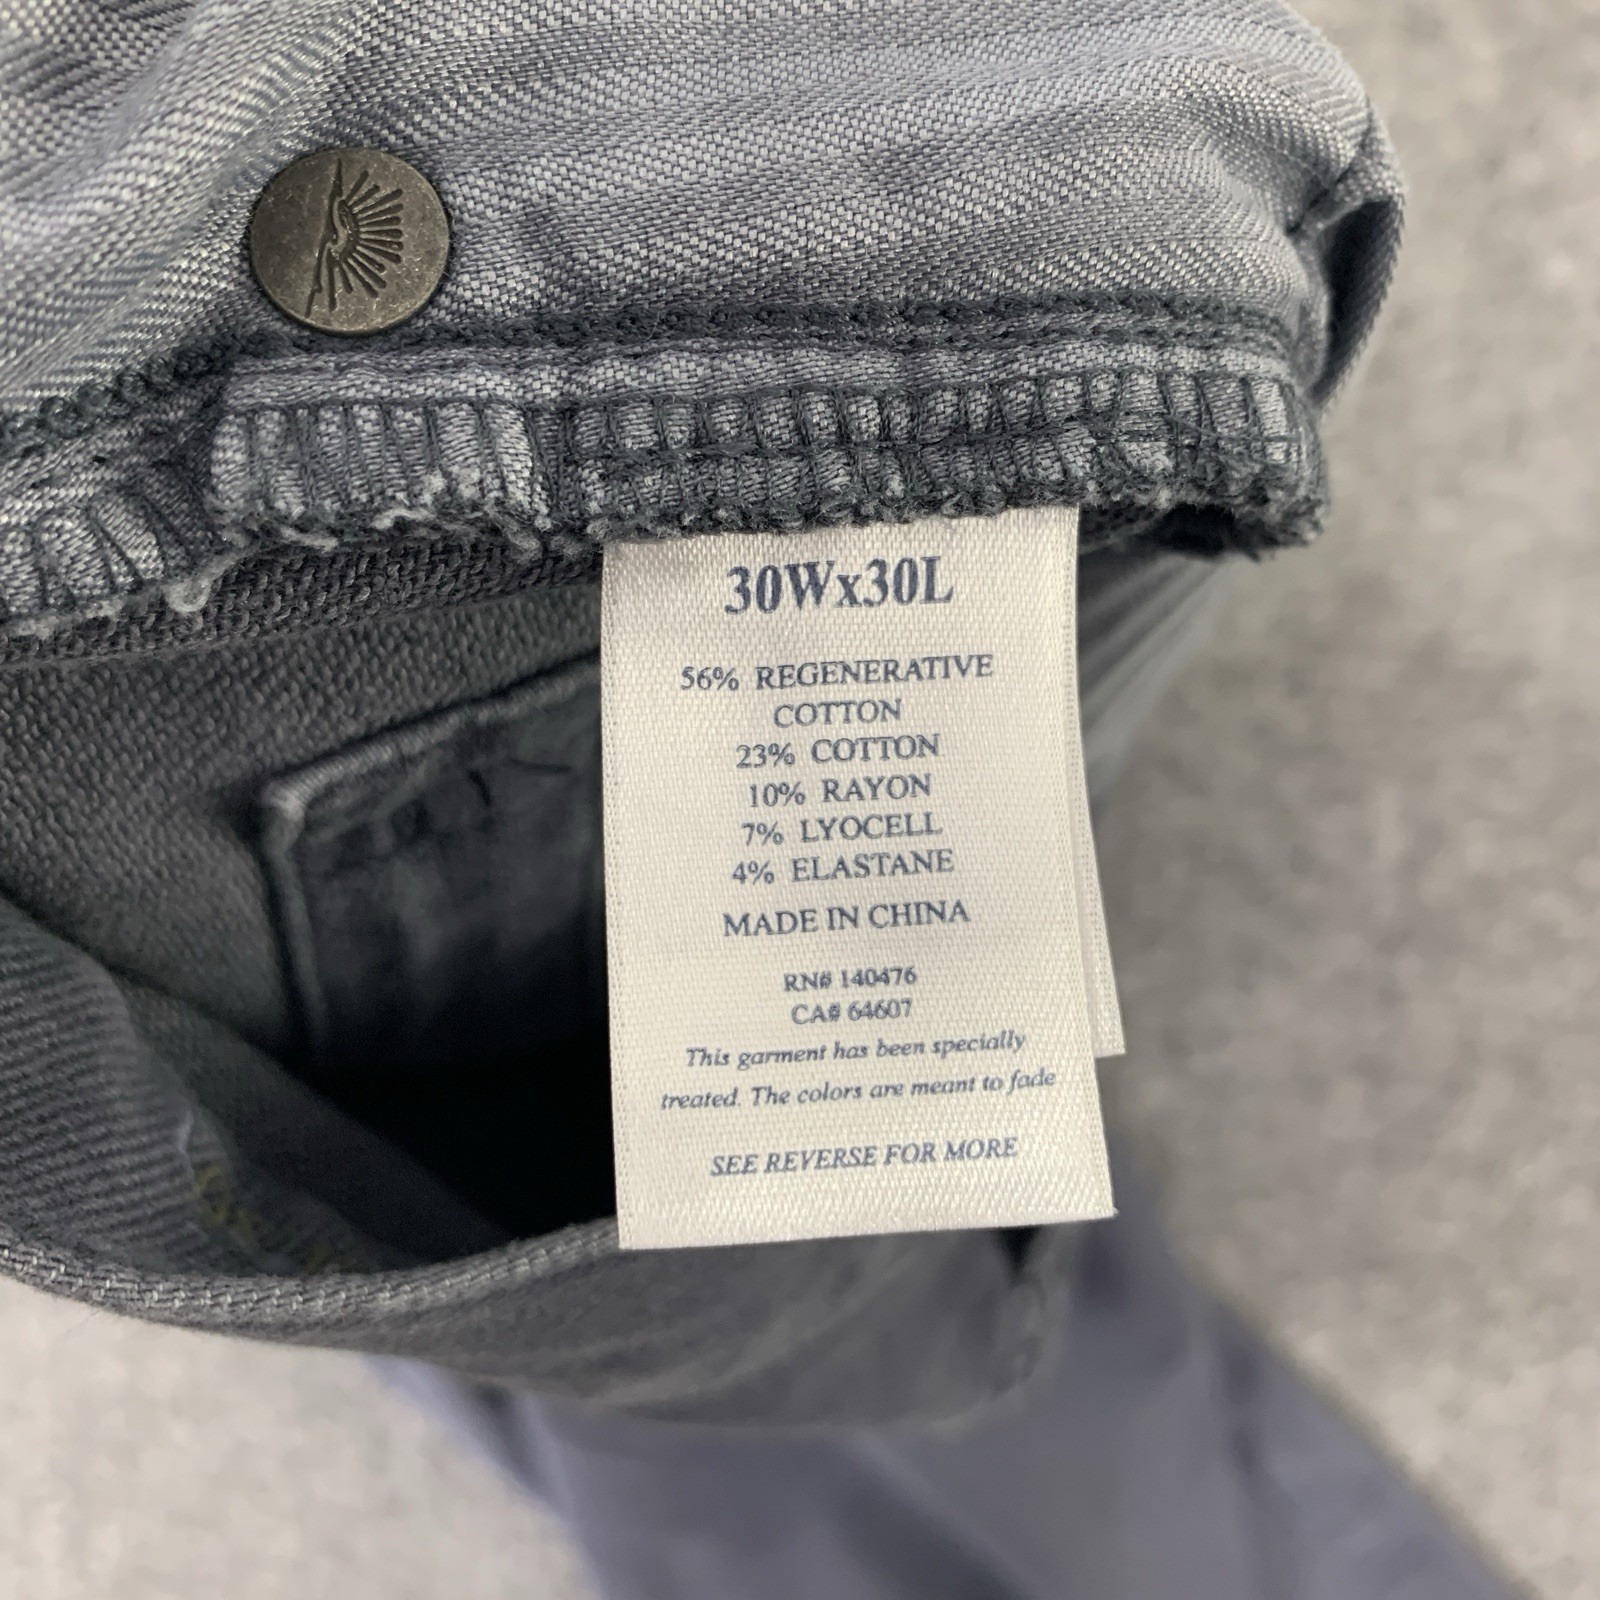 30Wx30L
56% REGENERATIVE
COTTON
23% COTTON
10% RAYON
7% LYOCELL
4% ELASTANE
MADE IN CHINA
RN# 140476
CA# 64607
This garment has been specially
treated. The colors are meant to fade
SEE REVERSE FOR MORE